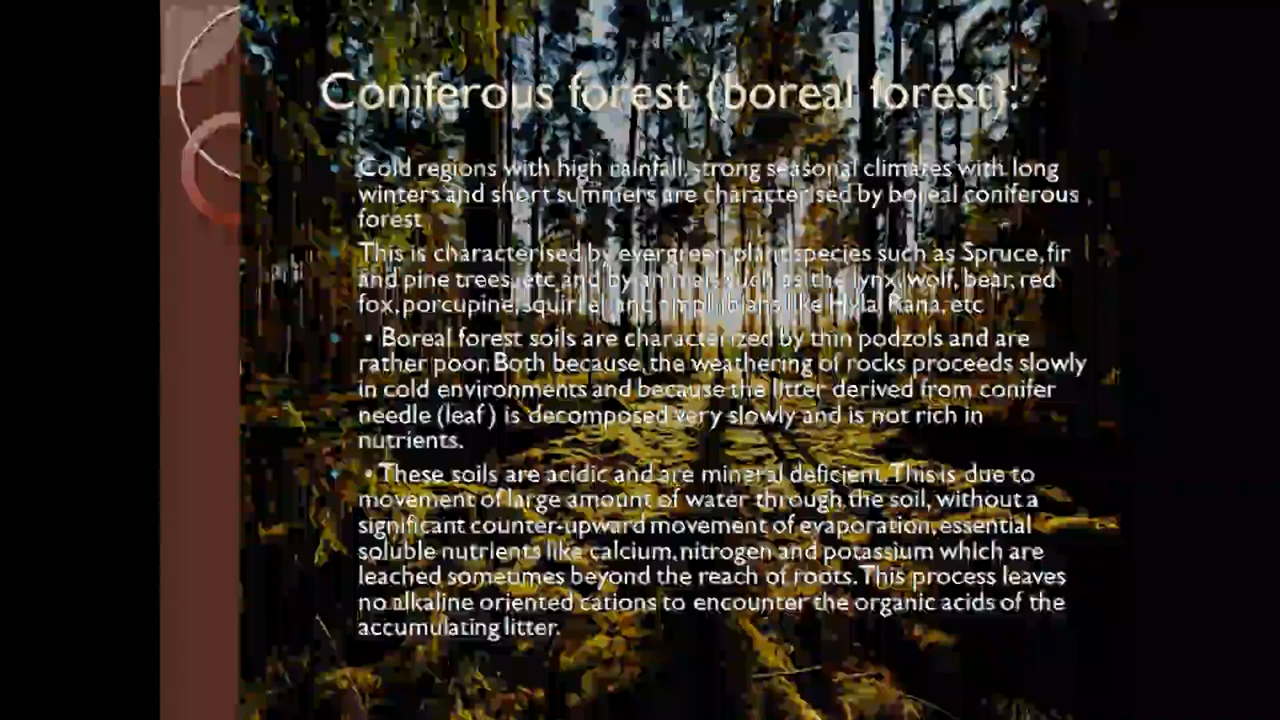 Coniferous forest (boreal forest):
Cold regions with high rainfall, strong seasonal climates with long
winters and short summers are characterised by boreal coniferous
forest
This is characterised by evergreen plant species such as Spruce,fir
and pine trees, etc and by animals such as the lynx, wolf, bear, red
fox, porcupine, squirrel, and amphibians like Hyla, Rana, etc
• Boreal forest soils are characterized by thin podzols and are
rather poor. Both because, the weathering of rocks proceeds slowly
in cold environments and because the litter derived from conifer
needle (leaf) is decomposed very slowly and is not rich in
nutrients.
• These soils are acidic and are mineral deficient. This is due to
movement of large amount of water through the soil, without a
significant counter-upward movement of evaporation, essential
soluble nutrients like calcium, nitrogen and potassium which are
leached sometimes beyond the reach of roots. This process leaves
no alkaline oriented cations to encounter the organic acids of the
accumulating litter.